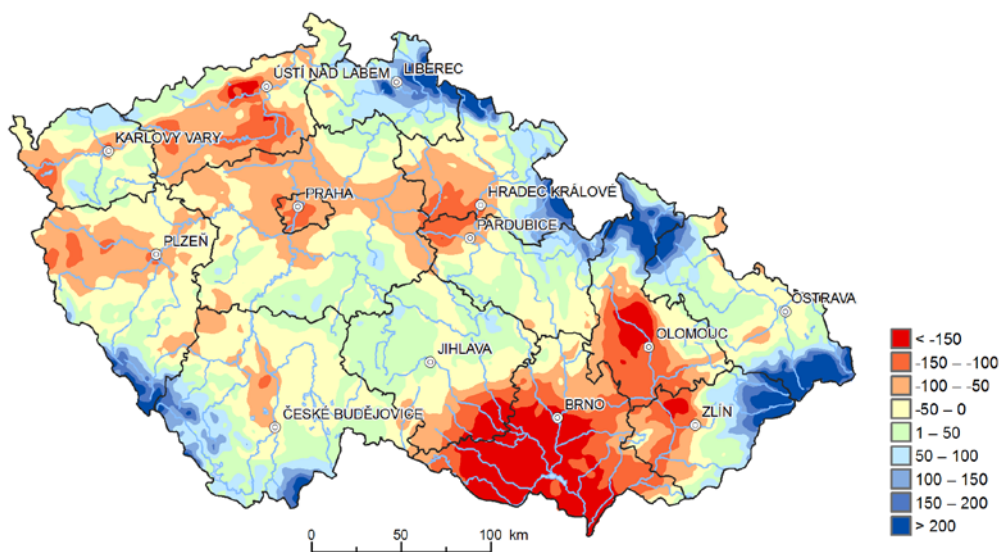 ÚSTÍ NAD LABEM
LIBEREC
KARLOVY VARY
PRAHA
HRADEC KRÁLOVÉ
PARDUBICE
PLZEŇ
OSTRAVA
OLOMOUC
JIHLAVA
ČESKÉ BUDĚJOVICE
BRNO
ZLÍN
< -150
-150 – -100
-100 – -50
-50 – 0
1 – 50
50 – 100
100 – 150
150 – 200
> 200
0 50 100 km